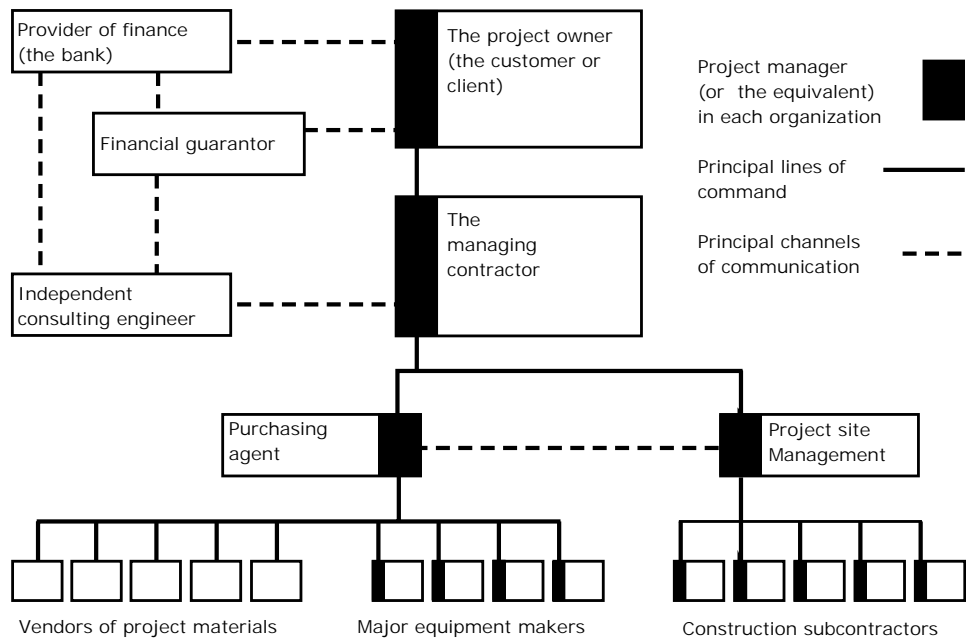 Provider of finance
(the bank)
The project owner
(the customer or
client)
Financial guarantor
The
managing
contractor
Independent
consulting engineer
Purchasing
agent
Project site
Management
Vendors of project materials
Major equipment makers
Construction subcontractors
Project manager
(or the equivalent)
in each organization
Principal lines of
command
Principal channels
of communication